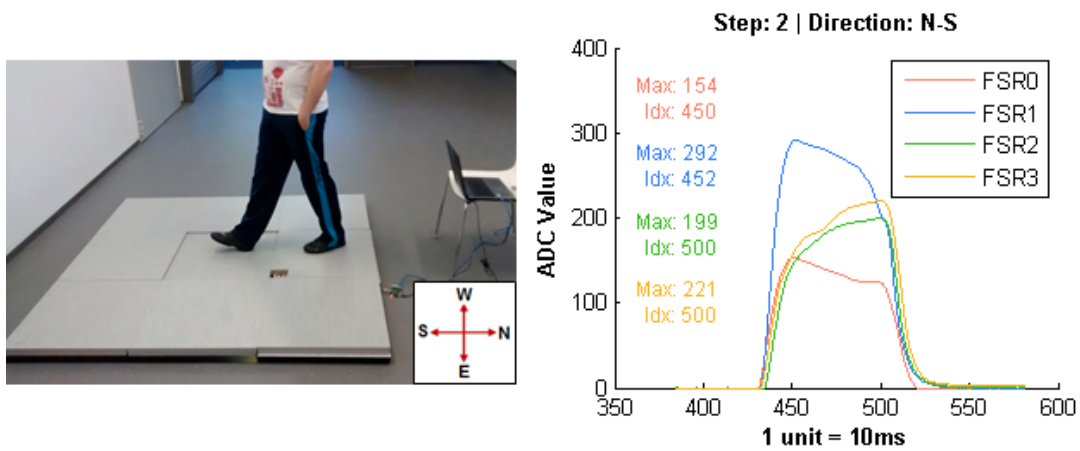 W
S
N
E
Step: 2 | Direction: N-S
ADC Value
400
300
200
100
0
Max: 154
Idx: 450
Max: 292
Idx: 452
Max: 199
Idx: 500
Max: 221
Idx: 500
FSR0
FSR1
FSR2
FSR3
350 400 450 500 550 600
1 unit = 10ms